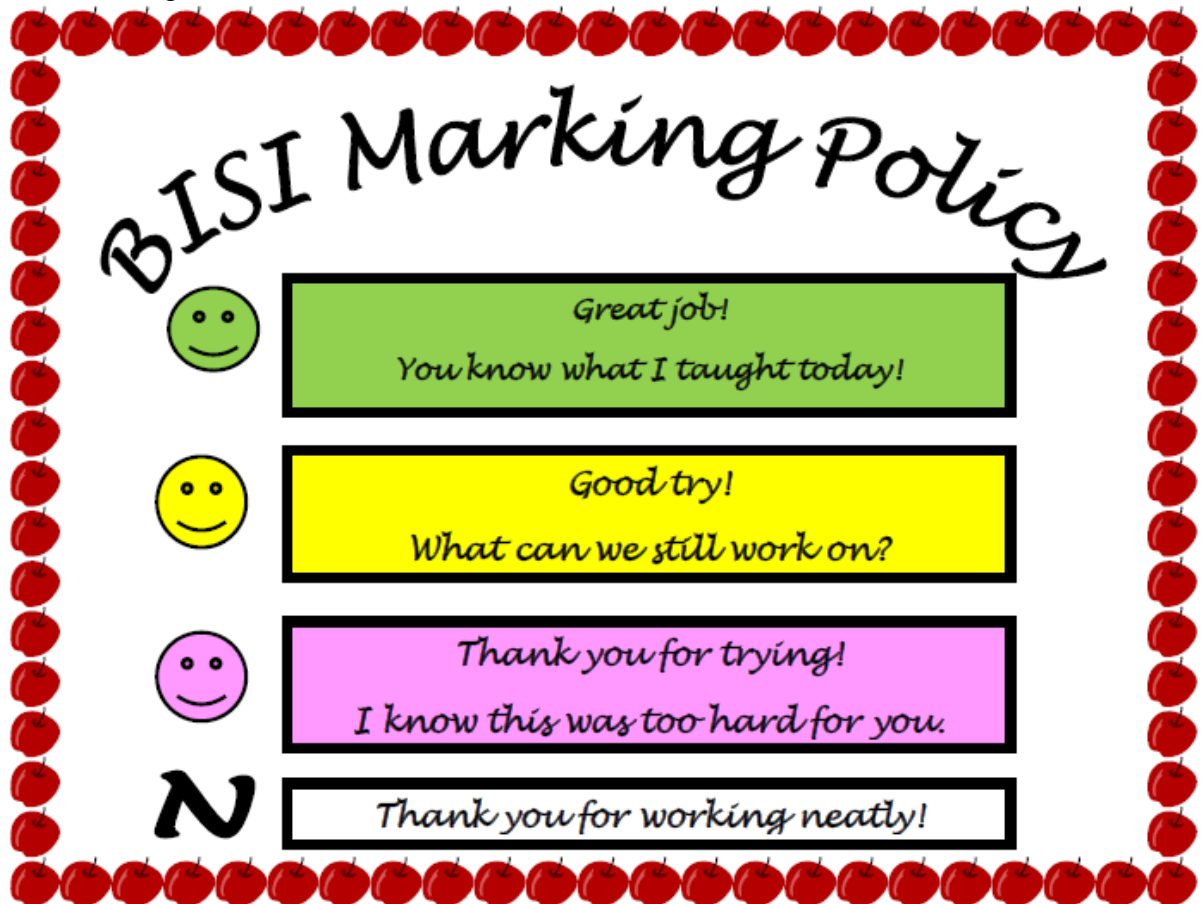 BISI Marking Policy
Great job!
You know what I taught today!
Good try!
What can we still work on?
Thank you for trying!
I know this was too hard for you.
N
Thank you for working neatly!